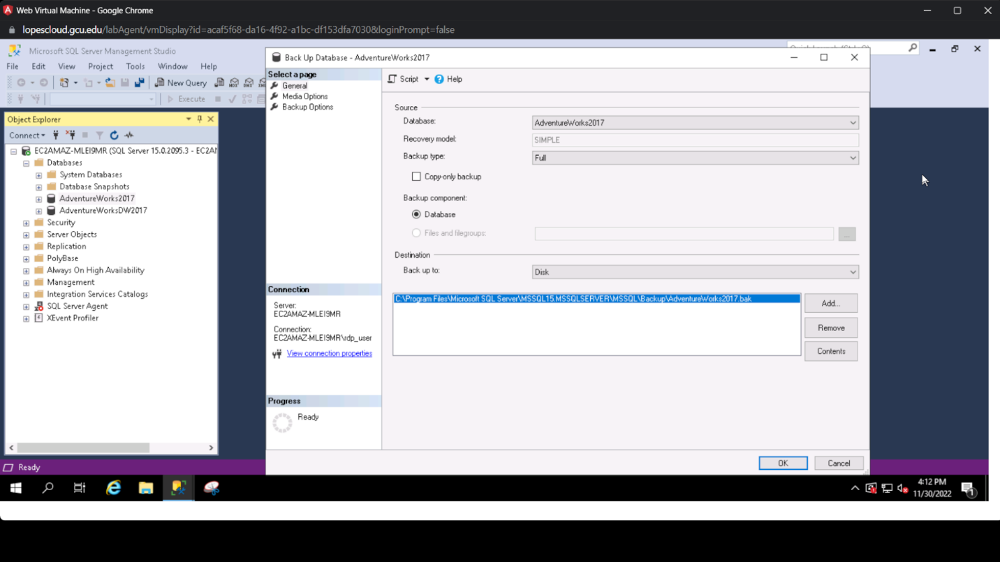 Web Virtual Machine - Google Chrome
lopescloud.gcu.edu/labAgent/vmDisplay?id=acaf5f68-da16-4f92-a1bc-df153dfa7030&loginPrompt=false
Microsoft SQL Server Management Studio
File Edit View Project Tools Window Help
New Query
Execute
Object Explorer
Connect
EC2AMAZ-MLEI9MR (SQL Server 15.0.2095.3 - EC2A
Databases
System Databases
Database Snapshots
AdventureWorks2017
AdventureWorksDW2017
Security
Server Objects
Replication
PolyBase
Always On High Availability
Management
Integration Services Catalogs
SQL Server Agent
XEvent Profiler
Ready
Back Up Database - AdventureWorks2017
Select a page
General
Media Options
Backup Options
Connection
Server:
EC2AMAZ-MLEI9MR
Connection:
EC2AMAZ-MLEI9MR\rdp_user
View connection properties
Progress
Ready
Script Help
Source
Database: AdventureWorks2017
Recovery model: SIMPLE
Backup type: Full
Copy-only backup
Backup component:
Database
Files and filegroups: ...
Destination
Back up to: Disk
C:\Program Files\Microsoft SQL Server\MSSQL15.MSSQLSERVER\MSSQL\Backup\AdventureWorks2017.bak
Add...
Remove
Contents
OK Cancel
4:12 PM
11/30/2022
1